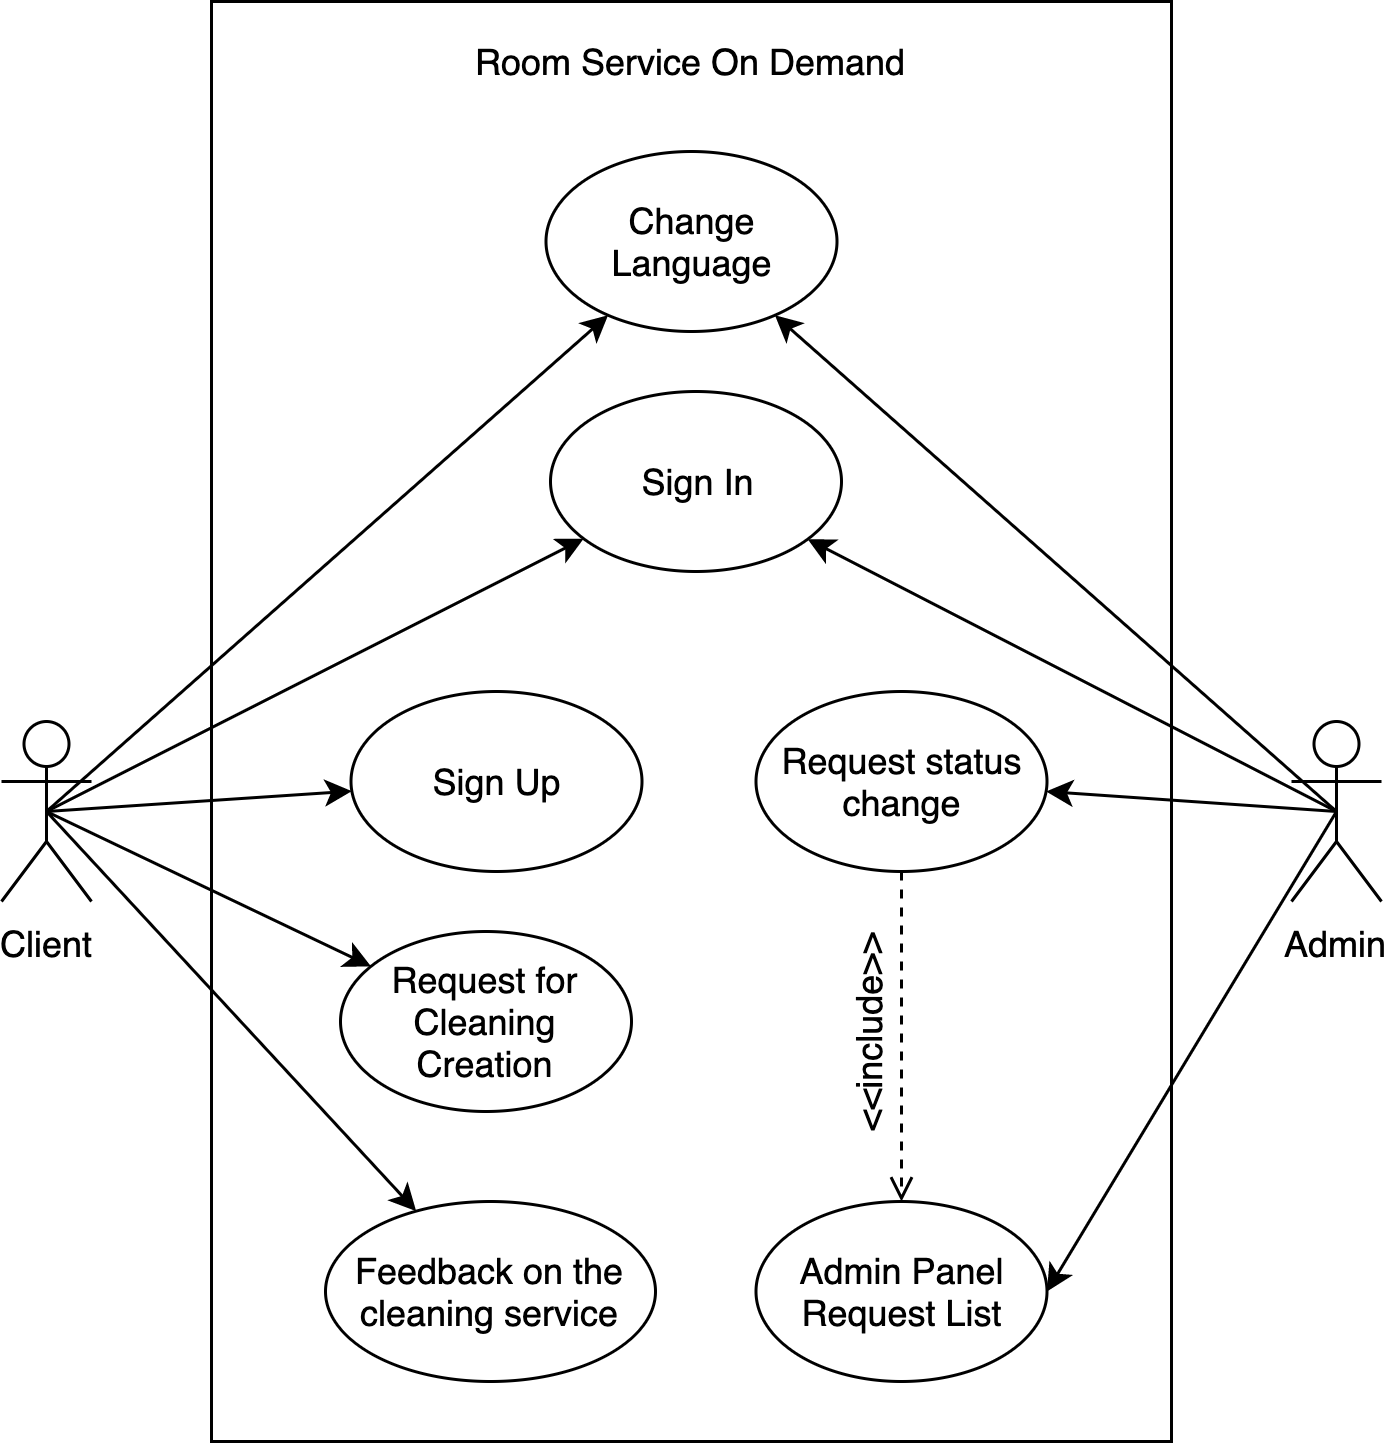 Room Service On Demand
Change
Language
Sign In
Sign Up
Request status
change
Client
Admin
Request for
Cleaning
Creation
<<include>>
Feedback on the
cleaning service
Admin Panel
Request List